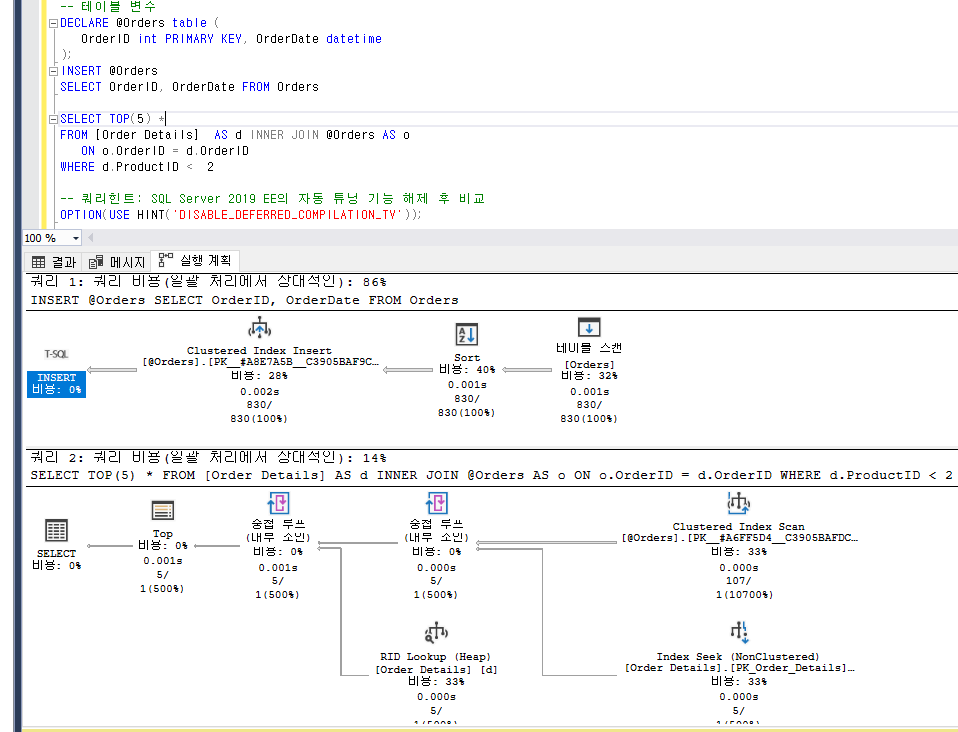 -- 테이블 변수
DECLARE @Orders table (
OrderID int PRIMARY KEY, OrderDate datetime
);
INSERT @Orders
SELECT OrderID, OrderDate FROM Orders
SELECT TOP(5) *
FROM [Order Details]  AS d INNER JOIN @Orders AS o
ON o.OrderID = d.OrderID
WHERE d.ProductID <  2
-- 쿼리힌트: SQL Server 2019 EE의 자동 튜닝 기능 해제 후 비교
OPTION(USE HINT('DISABLE_DEFERRED_COMPILATION_TV'));
100 %
결과 메시지 실행 계획
쿼리 1: 쿼리 비용(일괄 처리에서 상대적인): 86%
INSERT @Orders SELECT OrderID, OrderDate FROM Orders
T-SQL
INSERT
비용: 0%
Clustered Index Insert
[@Orders].[PK__#A8E7A5B__C3905BAF9C…
비용: 28%
0.002s
830/
830(100%)
Sort
비용: 40%
0.001s
830/
830(100%)
테이블 스캔
[Orders]
비용: 32%
0.001s
830/
830(100%)
쿼리 2: 쿼리 비용(일괄 처리에서 상대적인): 14%
SELECT TOP(5) * FROM [Order Details] AS d INNER JOIN @Orders AS o ON o.OrderID = d.OrderID WHERE d.ProductID < 2
SELECT
비용: 0%
Top
비용: 0%
0.001s
5/
1(500%)
중첩 루프
(내부 조인)
비용: 0%
0.001s
5/
1(500%)
중첩 루프
(내부 조인)
비용: 0%
0.000s
5/
1(500%)
Clustered Index Scan
[@Orders].[PK__#A6FF5D4__C3905BAFDC…
비용: 33%
0.000s
107/
1(10700%)
RID Lookup (Heap)
[Order Details] [d]
비용: 33%
0.000s
5/
1(500%)
Index Seek (NonClustered)
[Order Details].[PK_Order_Details]…
비용: 33%
0.000s
5/
1(500%)